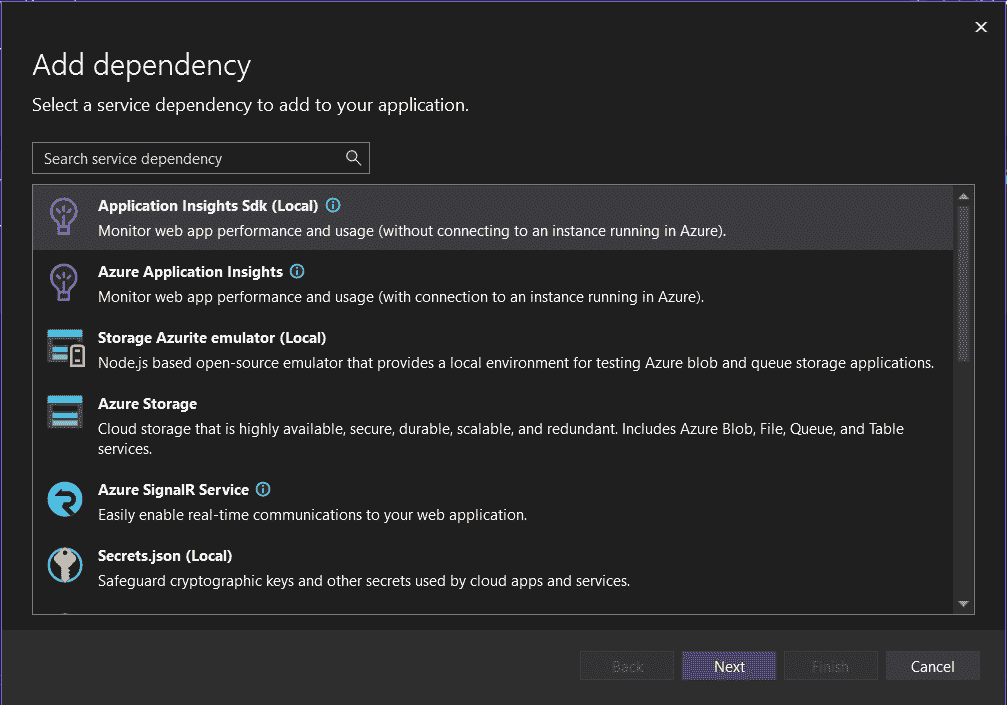 Add dependency
Select a service dependency to add to your application.
Search service dependency
Application Insights Sdk (Local)
Monitor web app performance and usage (without connecting to an instance running in Azure).
Azure Application Insights
Monitor web app performance and usage (with connection to an instance running in Azure).
Storage Azurite emulator (Local)
Node.js based open-source emulator that provides a local environment for testing Azure blob and queue storage applications.
Azure Storage
Cloud storage that is highly available, secure, durable, scalable, and redundant. Includes Azure Blob, File, Queue, and Table
services.
Azure SignalR Service
Easily enable real-time communications to your web application.
Secrets.json (Local)
Safeguard cryptographic keys and other secrets used by cloud apps and services.
Back Next Finish Cancel